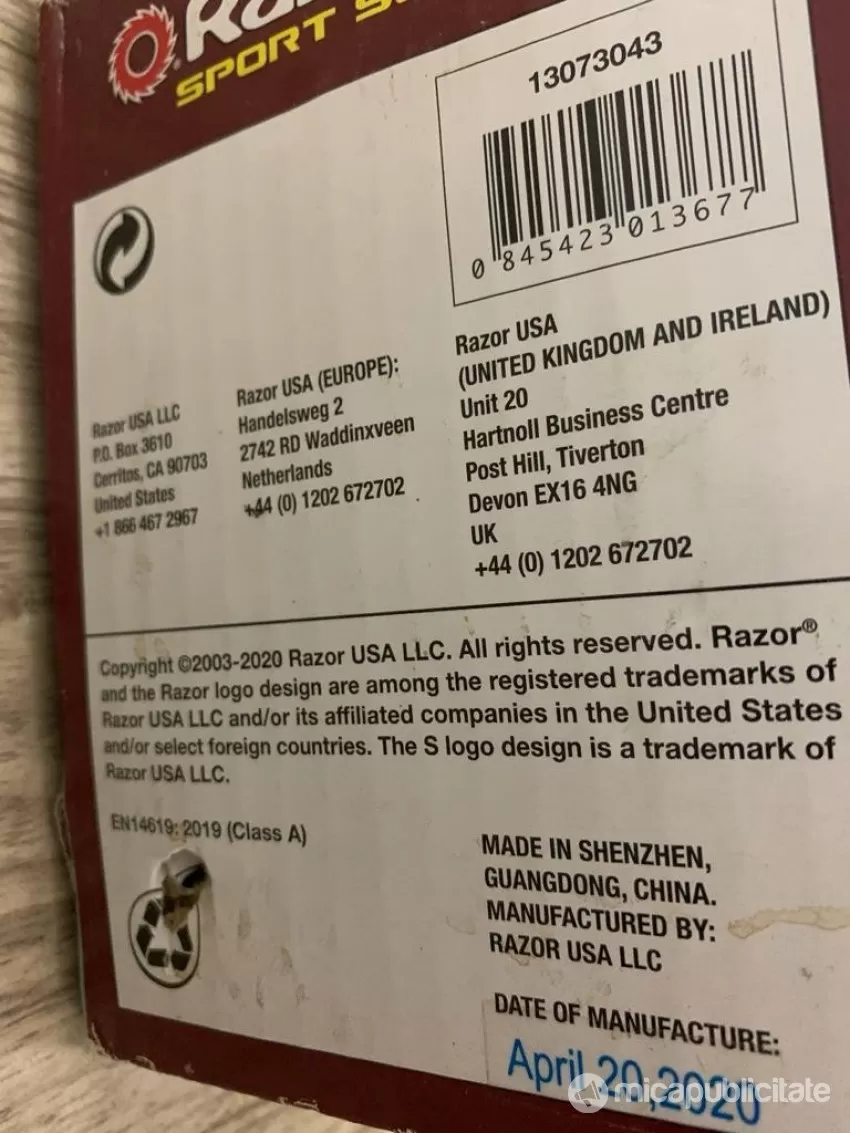 SPORT
13073043
0 845423 013677
Razor USA LLC
P.O. Box 3610
Cerritos, CA 90703
United States
+1 866 467 2967
Razor USA (EUROPE):
Handelsweg 2
2742 RD Waddinxveen
Netherlands
+44 (0) 1202 672702
Razor USA
(UNITED KINGDOM AND IRELAND)
Unit 20
Hartnoll Business Centre
Post Hill, Tiverton
Devon EX16 4NG
UK
+44 (0) 1202 672702
Copyright ©2003-2020 Razor USA LLC. All rights reserved. Razor®
and the Razor logo design are among the registered trademarks of
Razor USA LLC and/or its affiliated companies in the United States
and/or select foreign countries. The S logo design is a trademark of
Razor USA LLC.
EN14619: 2019 (Class A)
MADE IN SHENZHEN,
GUANGDONG, CHINA.
MANUFACTURED BY:
RAZOR USA LLC
DATE OF MANUFACTURE:
April 20,2020
micapublicitate